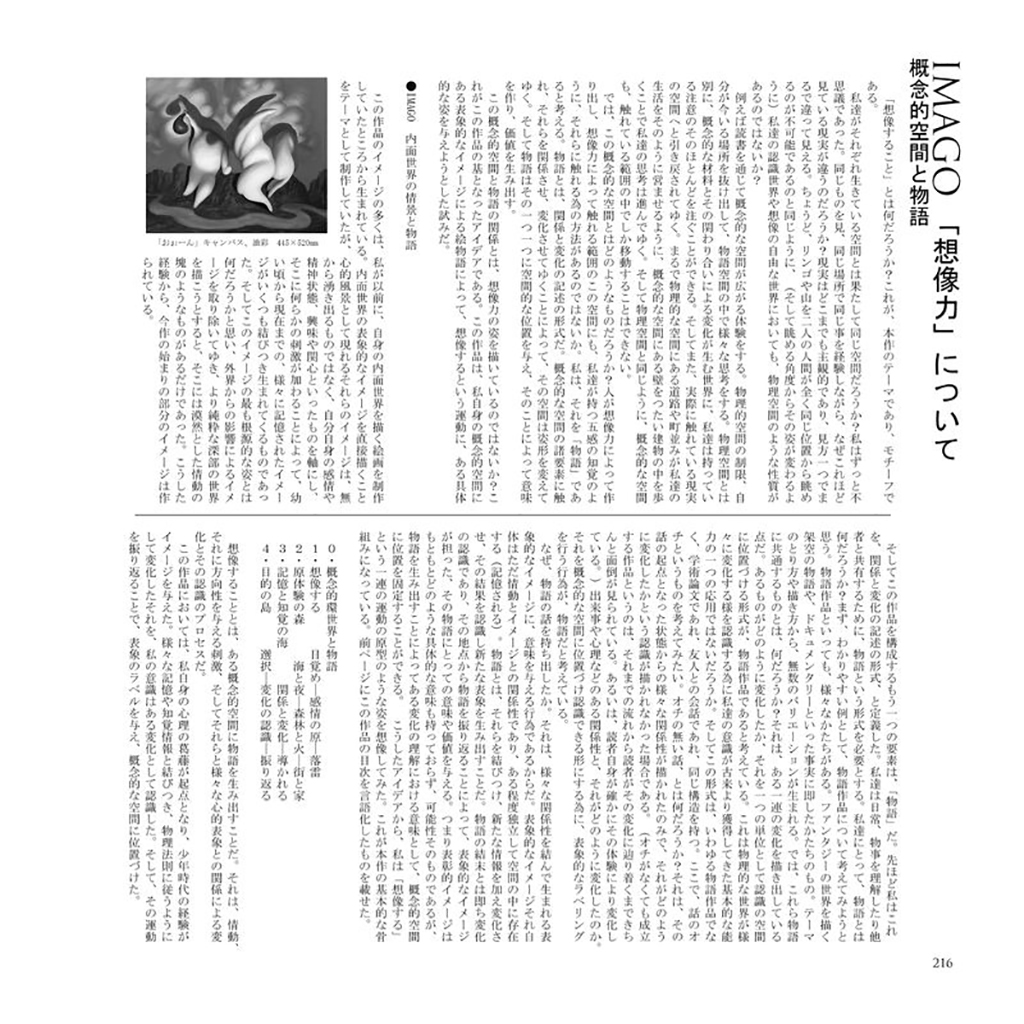 IMAGO 「想像力」について
概念的空間と物語
「想像すること」とは何だろうか?これが、本作のテーマであり、モチーフで
ある。
私達がそれぞれ生きている空間とは果たして同じ空間だろうか?私はずっと不
思議であった。同じものを見、同じ場所で同じ事を経験しながら、なぜこれほど
見ている現実が違うのだろうか?現実はどこまでも主観的であり、見方一つでま
るで違って見える。ちょうど、リンゴや山を二人の人間が全く同じ位置から眺め
るのが不可能であるのと同じように、(そして眺める角度からその姿が変わるよ
うに)私達の認識世界や想像の自由な世界においても、物理空間のような性質が
あるのではないか?
例えば読書を通じて概念的な空間が広がる体験をする。物理的空間の制限、自
分が今いる場所を抜け出して、物語空間の中で様々な思考をする。物理空間とは
別に、概念的な材料とその関わり合いによる変化が生む世界に、私達は持ってい
る注意のそのほとんどを注ぐことができる。そしてまた、実際に触れている現実
の空間へと引き戻されてゆく。まるで物理的な空間にある道路や町並みが私達の
生活をそのように営ませるように、概念的な空間にある壁をつたい建物の中を歩
くことで私達の思考は進んでゆく。そして物理空間と同じように、概念的な空間
も、触れている範囲の中でしか移動することはできない。
では、この概念的な空間とはどのようなものだろうか?人が想像力によって作
り出し、想像力によって触れる範囲のこの空間にも、私達が持つ五感の知覚のよ
うに、それらに触れる為の方法があるのではないか。私は、それを「物語」であ
ると考える。物語とは、関係と変化の記述の形式だ。概念的な空間の諸要素に触
れ、それらを関係させ、変化させてゆくことによって、その空間は姿形を変えて
ゆく。そして物語はその一つ一つに空間的な位置を与え、そのことによって意味
を作り、価値を生み出す。
この概念的空間と物語の関係とは、想像力の姿を描いているのではないか?こ
れがこの作品の基となったアイデアである。この作品は、私自身の概念的空間に
ある表象的なイメージによる絵物語によって、想像するという運動に、ある具体
的な姿を与えようとした試みだ。
●IMAGO 内面世界の情景と物語
この作品のイメージの多くは、私が以前に、自身の内面世界を描く絵画を制作
していたところから生まれている。内面世界の表象的なイメージを直接描くこと
をテーマとして制作していたが、心的風景として現れるそれらのイメージは、無
から湧き出るものではなく、自分自身の感情や
精神状態、興味や関心といったものを軸にし、
そこに何らかの刺激が加わることによって、幼
い頃から現在までの、様々に記憶されたイメー
ジがいくつも結びつき生まれてくるものであっ
た。そしてこのイメージの最も根源的な姿とは
何だろうかと思い、外界からの影響によるイメ
ージを取り除いてゆき、より純粋な深部の世界
を描こうとすると、そこには漠然とした情動の
塊のようなものがあるだけであった。こうした
経験から、今作の始まりの部分のイメージは作
られている。
「おぉーん」キャンバス、油彩 445×520mm
そしてこの作品を構成するもう一つの要素は、「物語」だ。先ほど私はこれ
を、関係と変化の記述の形式、と定義した。私達は日常、物事を理解したり他
者と共有するために、物語という形式を必要とする。私達にとって、物語とは
何だろうか?まず、わかりやすい例として、物語作品について考えてみようと
思う。物語作品といっても、様々なかたちがある。ファンタジーの世界を描く
架空の物語や、ドキュメンタリーといった事実に即したかたちのもの。テーマ
のとり方や描き方から、無数のバリエーションが生まれる。では、これら物語
に共通するものとは、何だろうか?それは、ある一連の変化を描き出している
点だ。あるものがどのように変化したか、それを一つの単位として認識の空間
に位置づける形式が、物語作品であると考えている。これは物理的な世界が様
々に変化する様を認識する為に私達の意識が古来より獲得してきた基本的な能
力の一つの応用ではないだろうか。そしてこの形式は、いわゆる物語作品でな
く、学術論文であれ、友人との会話であれ、同じ構造を持つ。ここで、話のオ
チというものを考えてみたい。オチの無い話、とは何だろうか?それは、その
話の起点となった状態からの様々な関係性が描かれたのみで、それがどのよう
に変化したかという認識が描かれなかった場合である。(オチがなくても成立
する作品というのは、それまでの流れから読者がその変化に辿り着くまできち
んと面倒が見られている。あるいは、読者自身が確かにその体験により変化し
ている。)出来事や心理などのある関係性と、それがどのように変化したのか。
それを概念的な空間に位置づけ認識できる形にする為に、表象的なラベリング
を行う行為が、物語だと考えている。
なぜ、物語の話を持ち出したか。それは、様々な関係性を結んで生まれる表
象的なイメージに、意味を与える行為であるからだ。表象的なイメージそれ自
体はただ情動とイメージとの関係性であり、ある程度独立して空間の中に存在
する(記憶される)。物語とは、それらを結びつけ、新たな情報を加え変化さ
せ、その結果を認識し新たな表象を生み出すことだ。物語の結末とは即ち変化
の認識であり、その地点から物語を振り返ることによって、表象的なイメージ
が担った、その物語にとっての意味や価値を与える。つまり表象的イメージは
もともとどのような具体的な意味も持っておらず、可能性そのものであるが、
物語を生み出すことにより、その変化の理解における意味として、概念的空間
に位置を固定することができる。 こうしたアイデアから、私は「想像する」
という一連の運動の原型のような姿を想像してみた。これが本作の基本的な骨
組みになっている。前ページにこの作品の目次を言語化したものを載せた。
0・概念的環世界と物語
1・想像する 目覚め―感情の原―落雷
2・原体験の森 海と夜―森林と火―街と家
3・記憶と知覚の海 関係と変化―導かれる
4・目的の島 選択―変化の認識―振り返る
想像することとは、ある概念的空間に物語を生み出すことだ。それは、情動、
それに方向性を与える刺激、そしてそれらと様々な心的表象との関係による変
化とその認識のプロセスだ。
この作品においては、私自身の心理の葛藤が起点となり、少年時代の経験が
イメージを与えた。様々な記憶や知覚情報と結びつき、物理法則に従うように
して変化したそれを、私の意識はある変化として認識した。そして、その運動
を振り返ることで、表象のラベルを与え、概念的な空間に位置づけた。
216